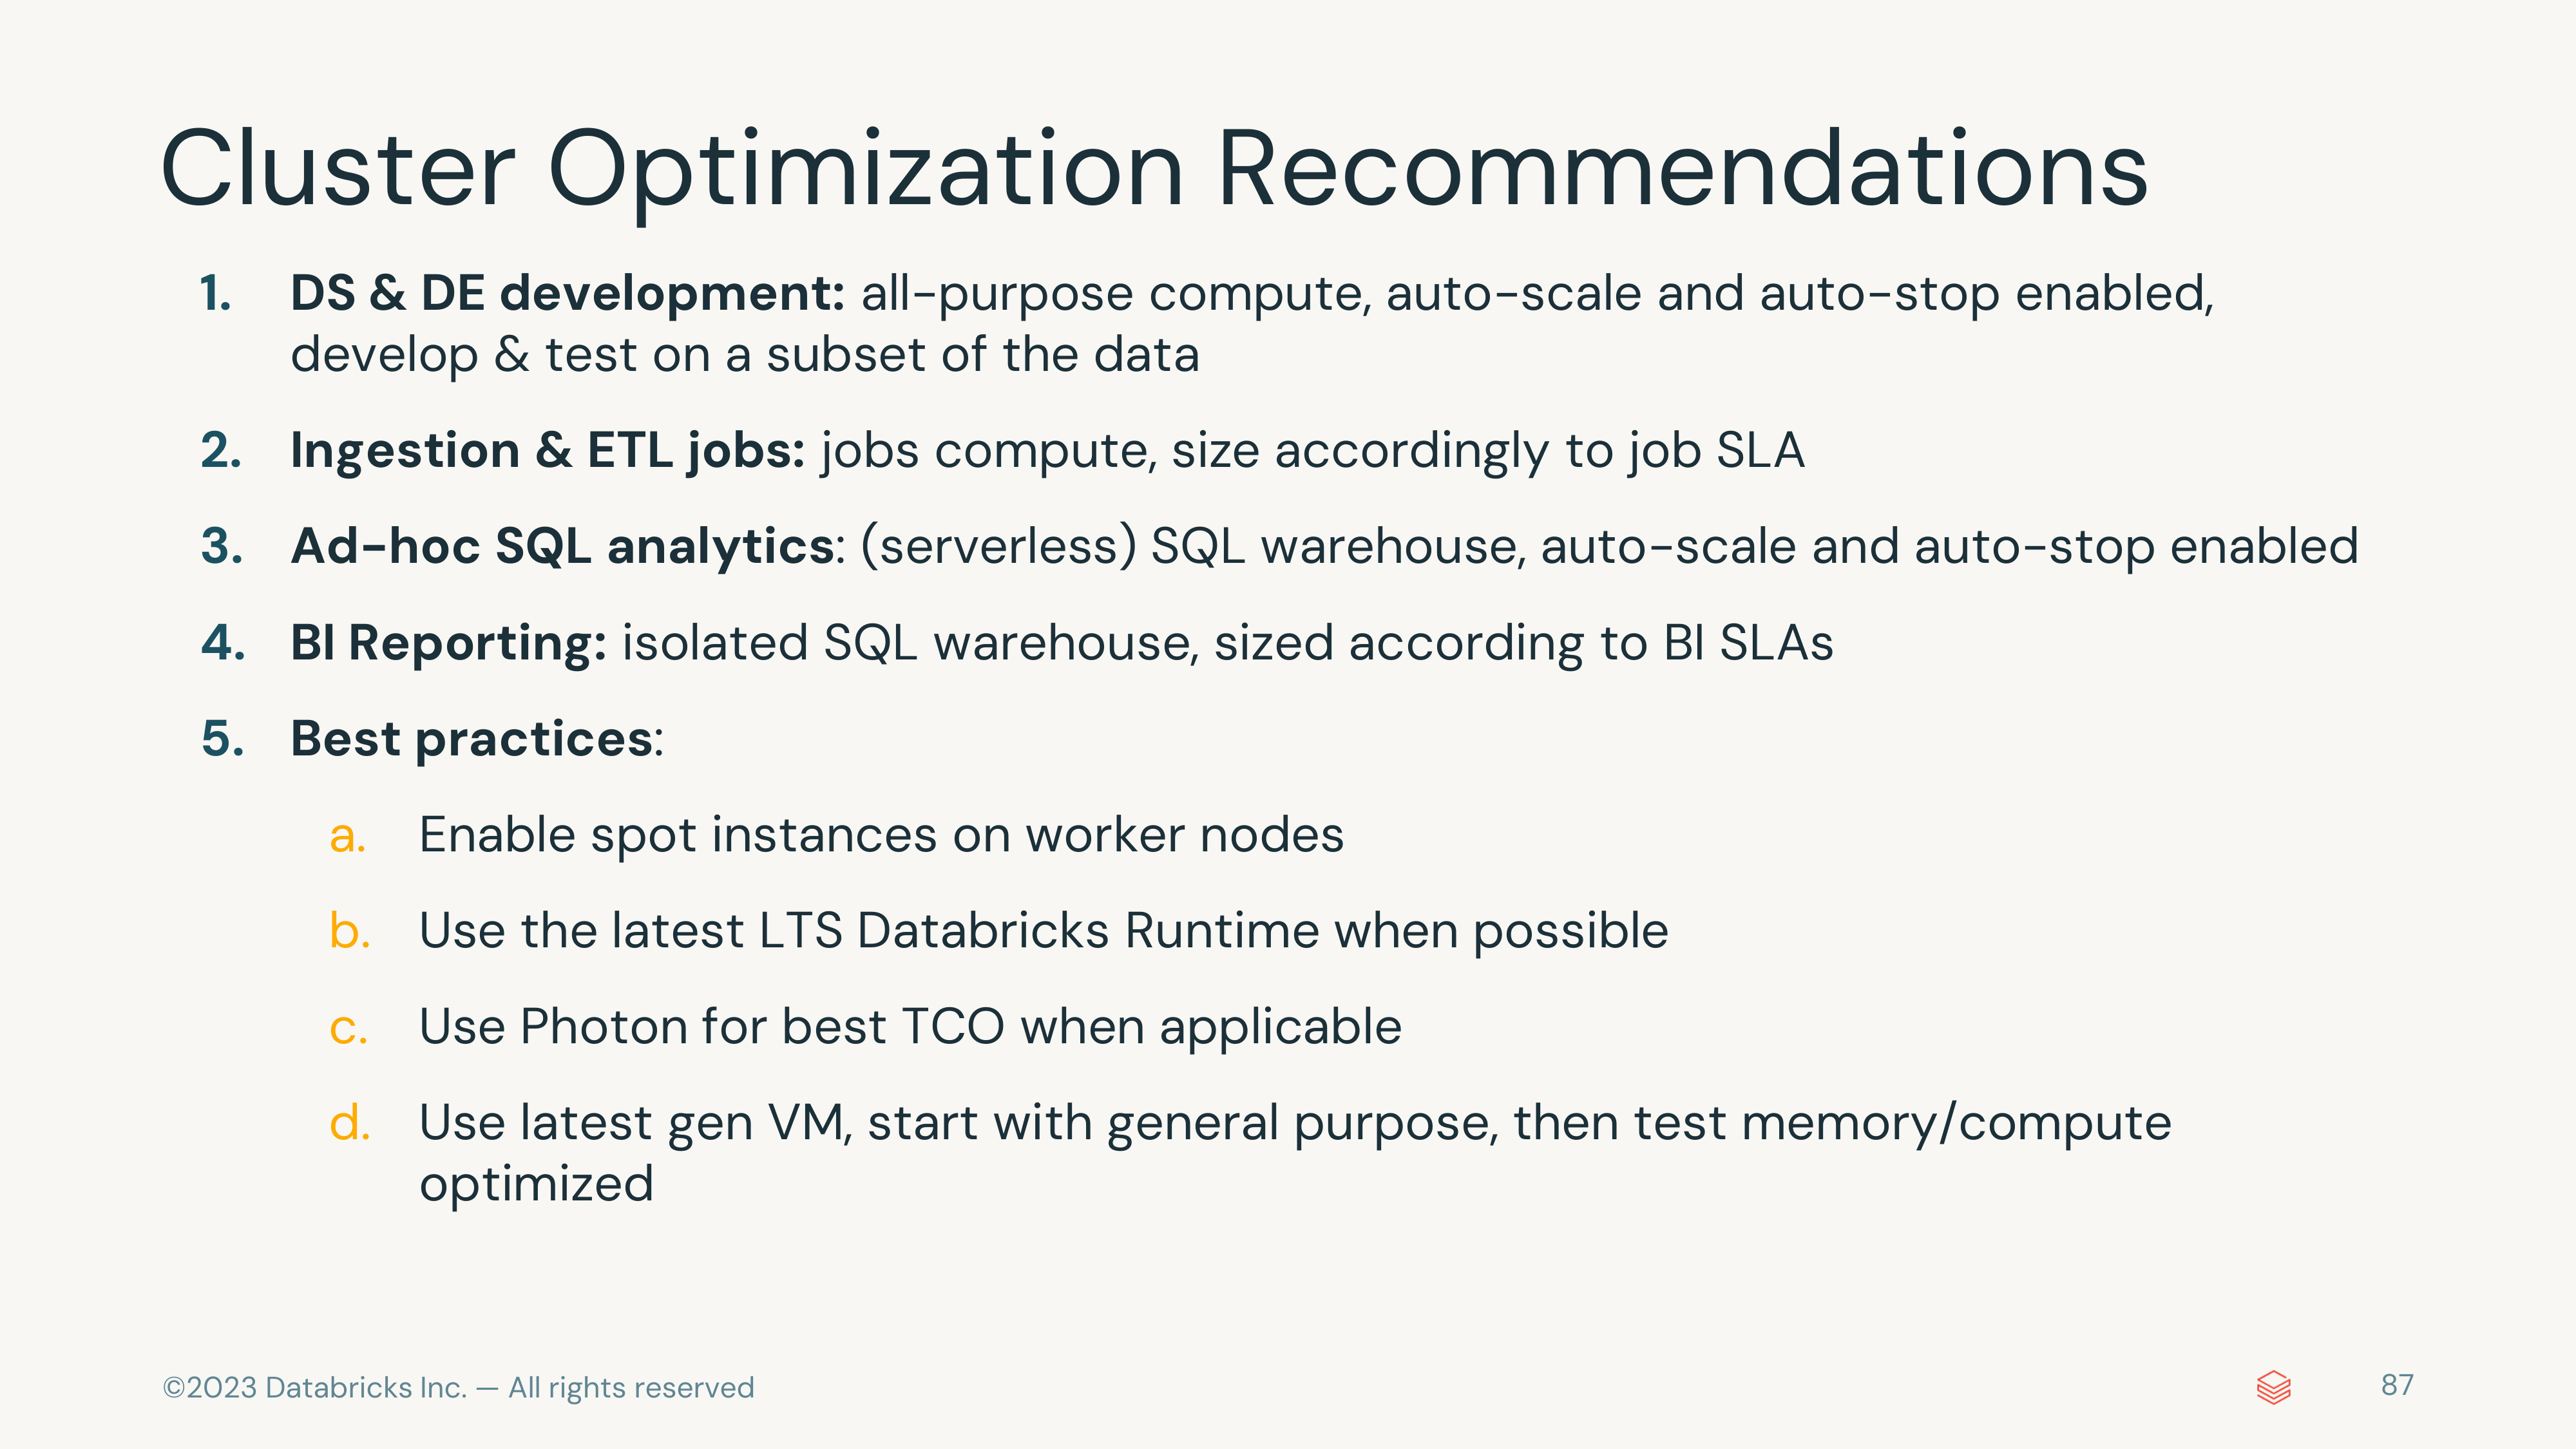 Cluster Optimization Recommendations
1. DS & DE development: all-purpose compute, auto-scale and auto-stop enabled,
develop & test on a subset of the data
2. Ingestion & ETL jobs: jobs compute, size accordingly to job SLA
3. Ad-hoc SQL analytics: (serverless) SQL warehouse, auto-scale and auto-stop enabled
4. BI Reporting: isolated SQL warehouse, sized according to BI SLAs
5. Best practices:
a. Enable spot instances on worker nodes
b. Use the latest LTS Databricks Runtime when possible
c. Use Photon for best TCO when applicable
d. Use latest gen VM, start with general purpose, then test memory/compute
optimized
©2023 Databricks Inc. — All rights reserved
87